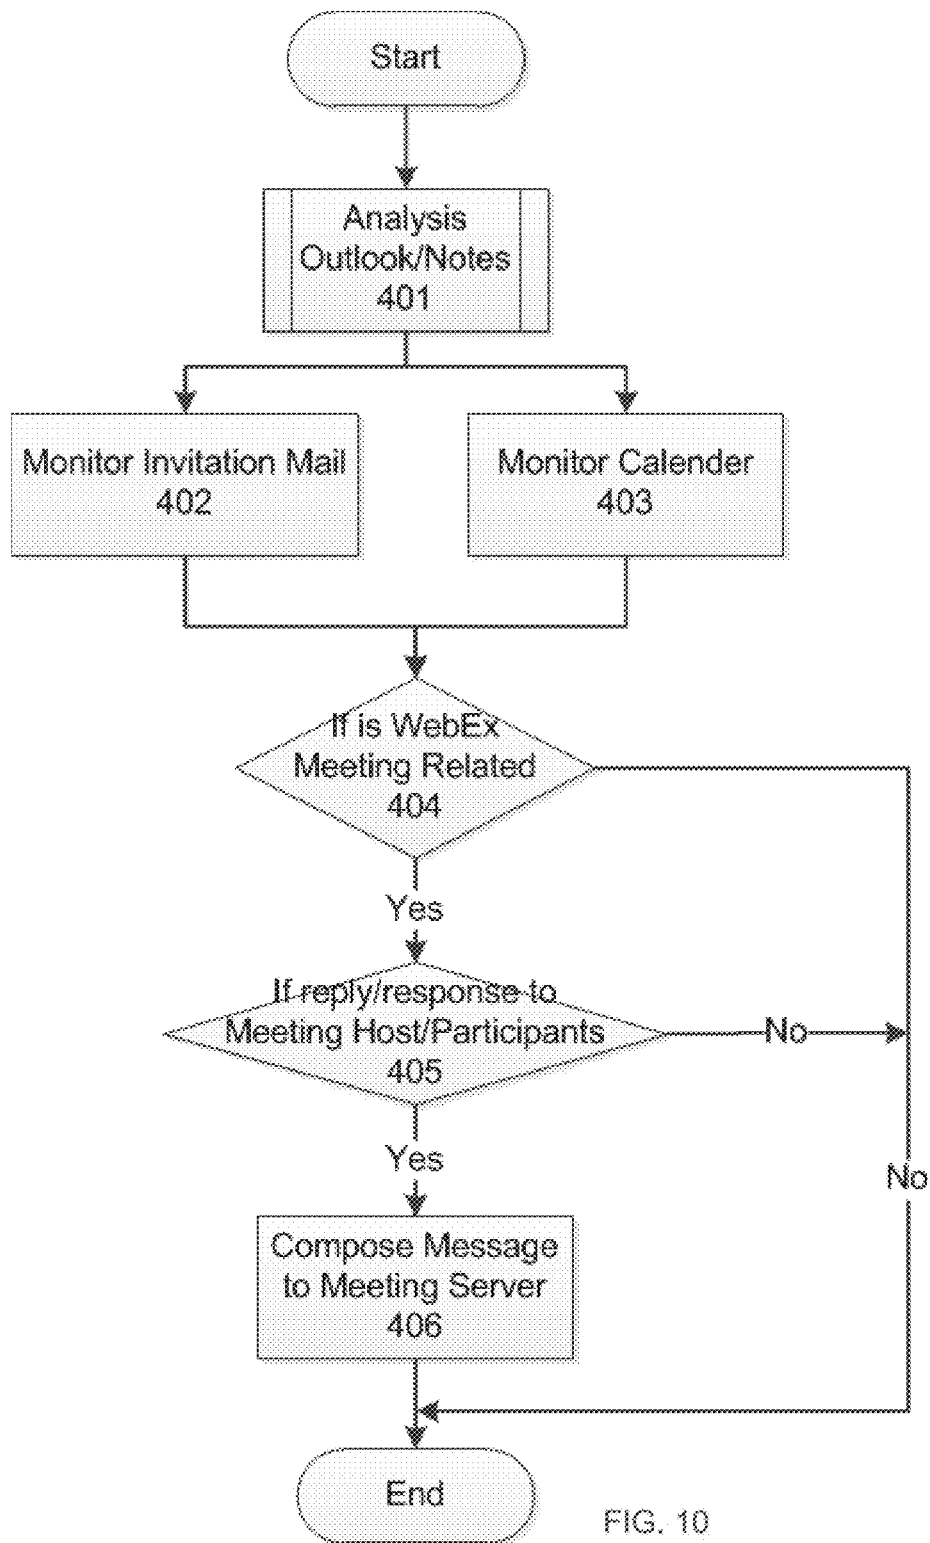 Start
Analysis
Outlook/Notes
401
Monitor Invitation Mail
402
Monitor Calender
403
If is WebEx
Meeting Related
404
Yes
If reply/response to
Meeting Host/Participants
405
No
Yes
No
Compose Message
to Meeting Server
406
End
FIG. 10